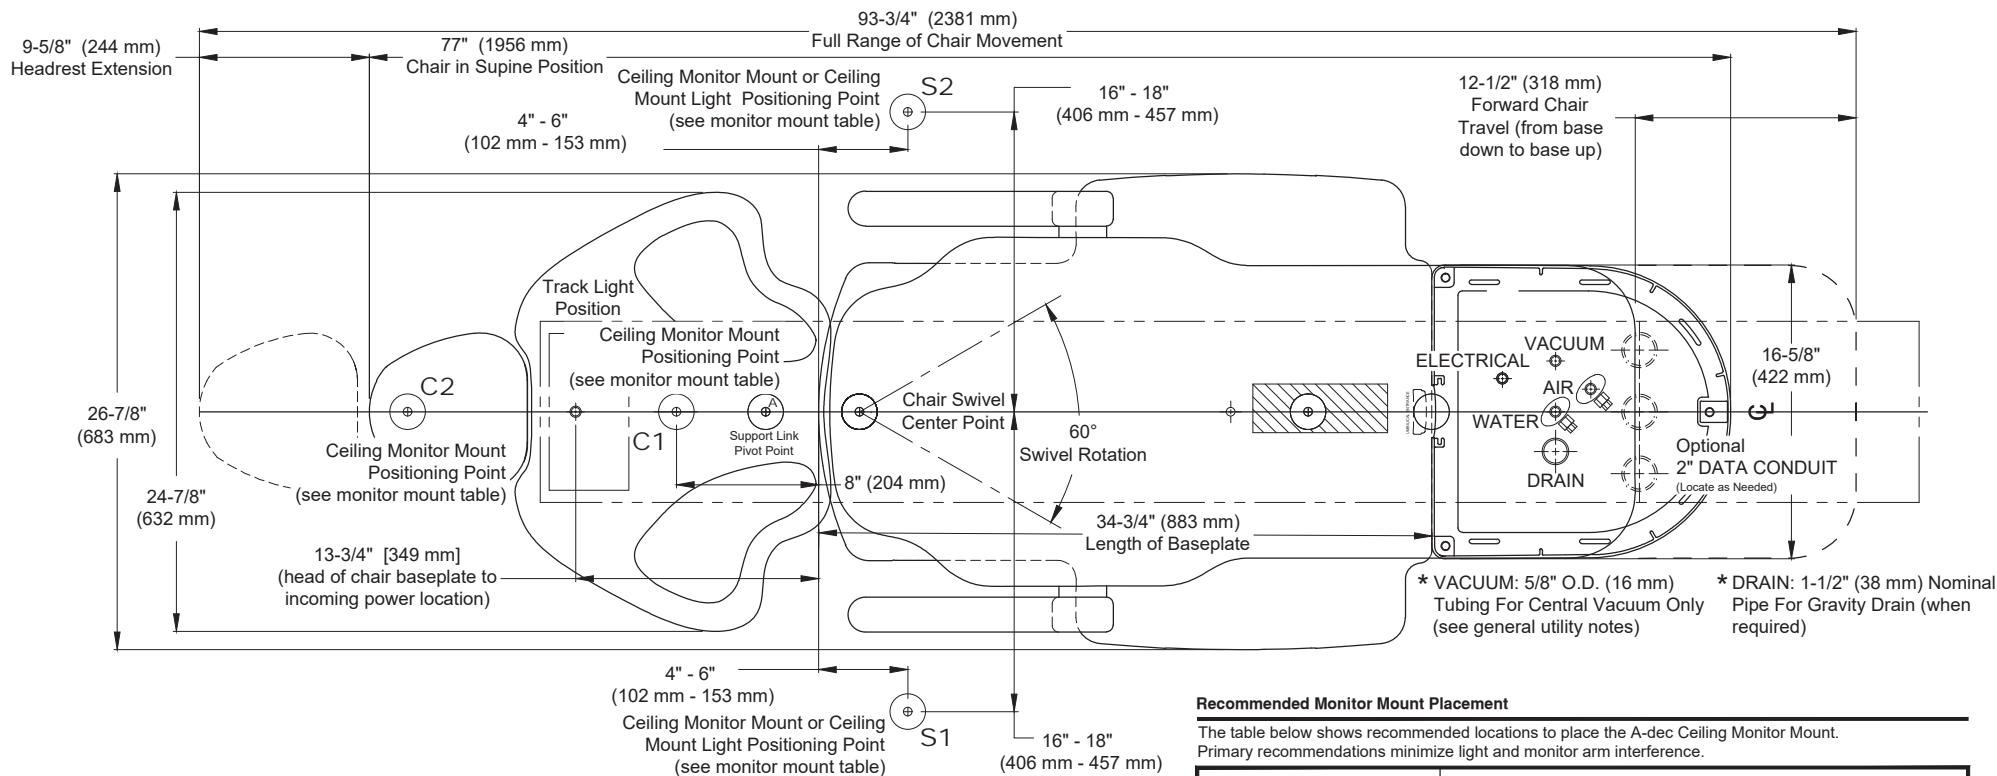 93-3/4" (2381 mm)
Full Range of Chair Movement
9-5/8" (244 mm)
Headrest Extension
77" (1956 mm)
Chair in Supine Position
Ceiling Monitor Mount or Ceiling
Mount Light Positioning Point
(see monitor mount table)
S2
16" - 18"
(406 mm - 457 mm)
12-1/2" (318 mm)
Forward Chair
Travel (from base
down to base up)
4" - 6"
(102 mm - 153 mm)
Track Light
Position
Ceiling Monitor Mount
Positioning Point
(see monitor mount table)
C2
C1
A
Support Link
Pivot Point
Chair Swivel
Center Point
60°
Swivel Rotation
ELECTRICAL
VACUUM
AIR
WATER
DRAIN
16-5/8"
(422 mm)
CL
Optional
2" DATA CONDUIT
(Locate as Needed)
26-7/8"
(683 mm)
24-7/8"
(632 mm)
Ceiling Monitor Mount
Positioning Point
(see monitor mount table)
8" (204 mm)
34-3/4" (883 mm)
Length of Baseplate
13-3/4" [349 mm]
(head of chair baseplate to
incoming power location)
* VACUUM: 5/8" O.D. (16 mm)
Tubing For Central Vacuum Only
(see general utility notes)
* DRAIN: 1-1/2" (38 mm) Nominal
Pipe For Gravity Drain (when
required)
4" - 6"
(102 mm - 153 mm)
Ceiling Monitor Mount or Ceiling
Mount Light Positioning Point
(see monitor mount table)
S1
16" - 18"
(406 mm - 457 mm)
Recommended Monitor Mount Placement
The table below shows recommended locations to place the A-dec Ceiling Monitor Mount.
Primary recommendations minimize light and monitor arm interference.